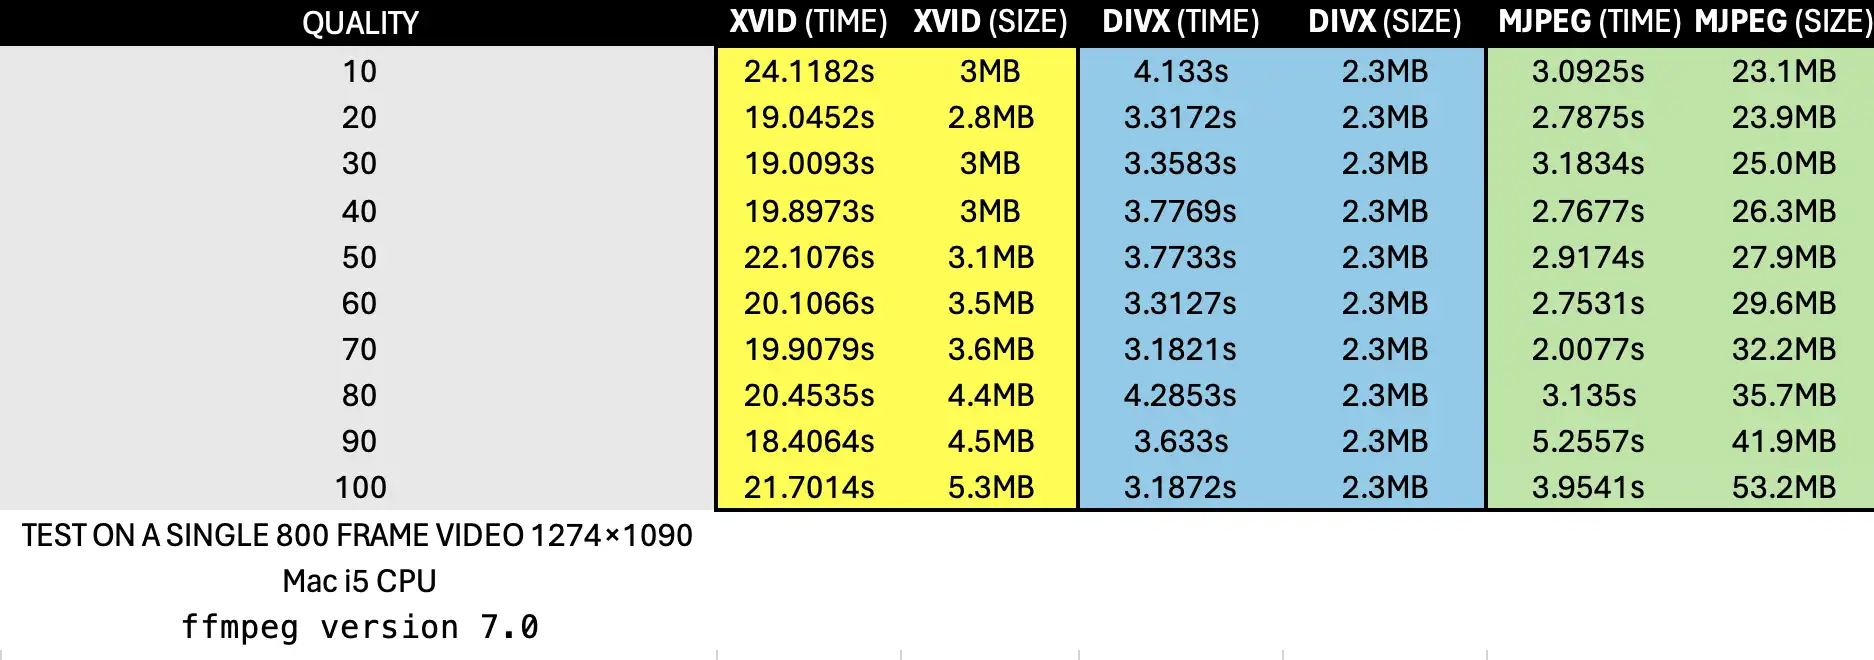 QUALITY XVID (TIME) XVID (SIZE) DIVX (TIME) DIVX (SIZE) MJPEG (TIME) MJPEG (SIZE)
10 24.1182s 3MB 4.133s 2.3MB 3.0925s 23.1MB
20 19.0452s 2.8MB 3.3172s 2.3MB 2.7875s 23.9MB
30 19.0093s 3MB 3.3583s 2.3MB 3.1834s 25.0MB
40 19.8973s 3MB 3.7769s 2.3MB 2.7677s 26.3MB
50 22.1076s 3.1MB 3.7733s 2.3MB 2.9174s 27.9MB
60 20.1066s 3.5MB 3.3127s 2.3MB 2.7531s 29.6MB
70 19.9079s 3.6MB 3.1821s 2.3MB 2.0077s 32.2MB
80 20.4535s 4.4MB 4.2853s 2.3MB 3.135s 35.7MB
90 18.4064s 4.5MB 3.633s 2.3MB 5.2557s 41.9MB
100 21.7014s 5.3MB 3.1872s 2.3MB 3.9541s 53.2MB
TEST ON A SINGLE 800 FRAME VIDEO 1274×1090
Mac i5 CPU
ffmpeg version 7.0